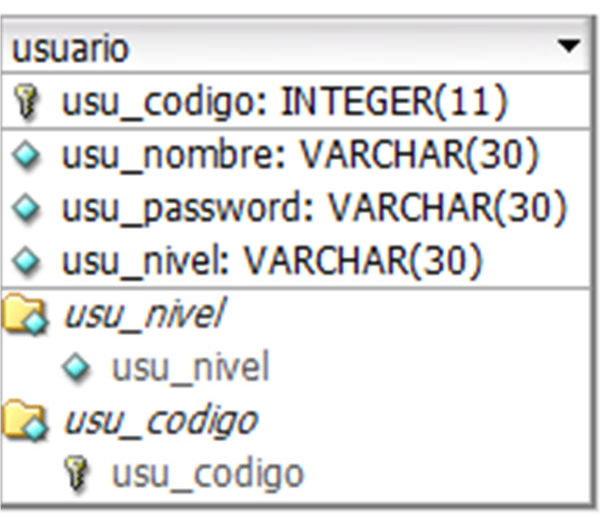 usuario
usu_codigo: INTEGER(11)
usu_nombre: VARCHAR(30)
usu_password: VARCHAR(30)
usu_nivel: VARCHAR(30)
usu_nivel
usu_nivel
usu_codigo
usu_codigo